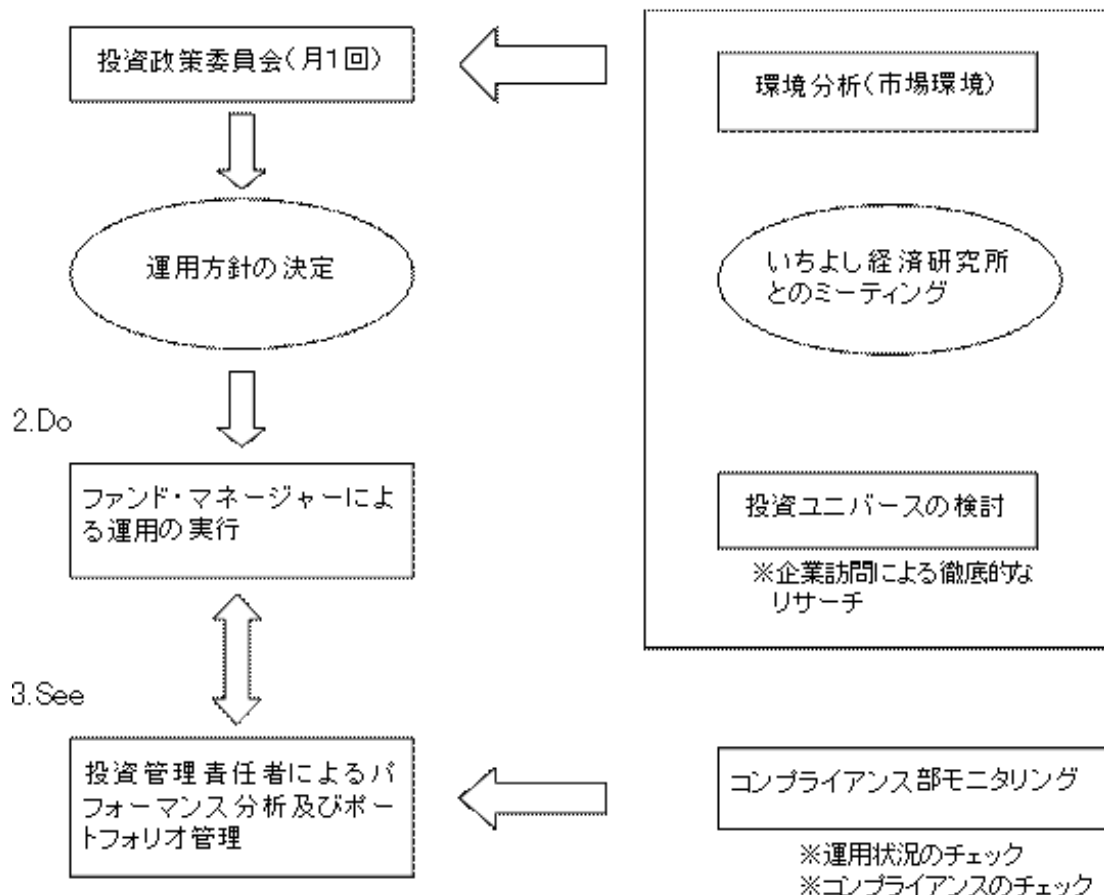 投資政策委員会(月1回)
環境分析(市場環境)
運用方針の決定
いちよし経済研究所
とのミーティング
2.Do
ファンド・マネージャーによ
る運用の実行
投資ユニバースの検討
※企業訪問による徹底的な
リサーチ
3.See
投資管理責任者によるパ
フォーマンス分析及びポー
トフォリオ管理
コンプライアンス部モニタリング
※運用状況のチェック
※コンプライアンスのチェック